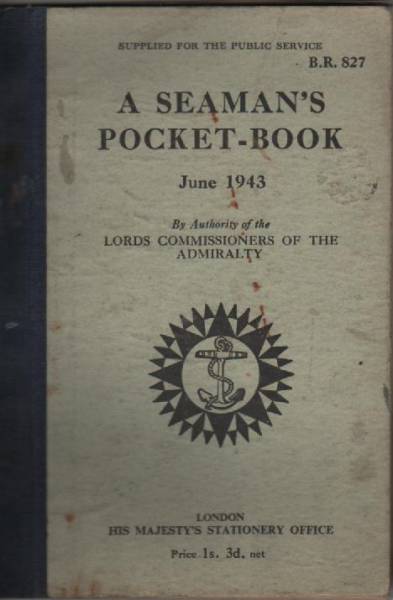 SUPPLIED FOR THE PUBLIC SERVICE
B.R. 827
A SEAMAN'S
POCKET-BOOK
June 1943
By Authority of the
LORDS COMMISSIONERS OF THE
ADMIRALTY
LONDON
HIS MAJESTY'S STATIONERY OFFICE
Price 1s. 3d. net